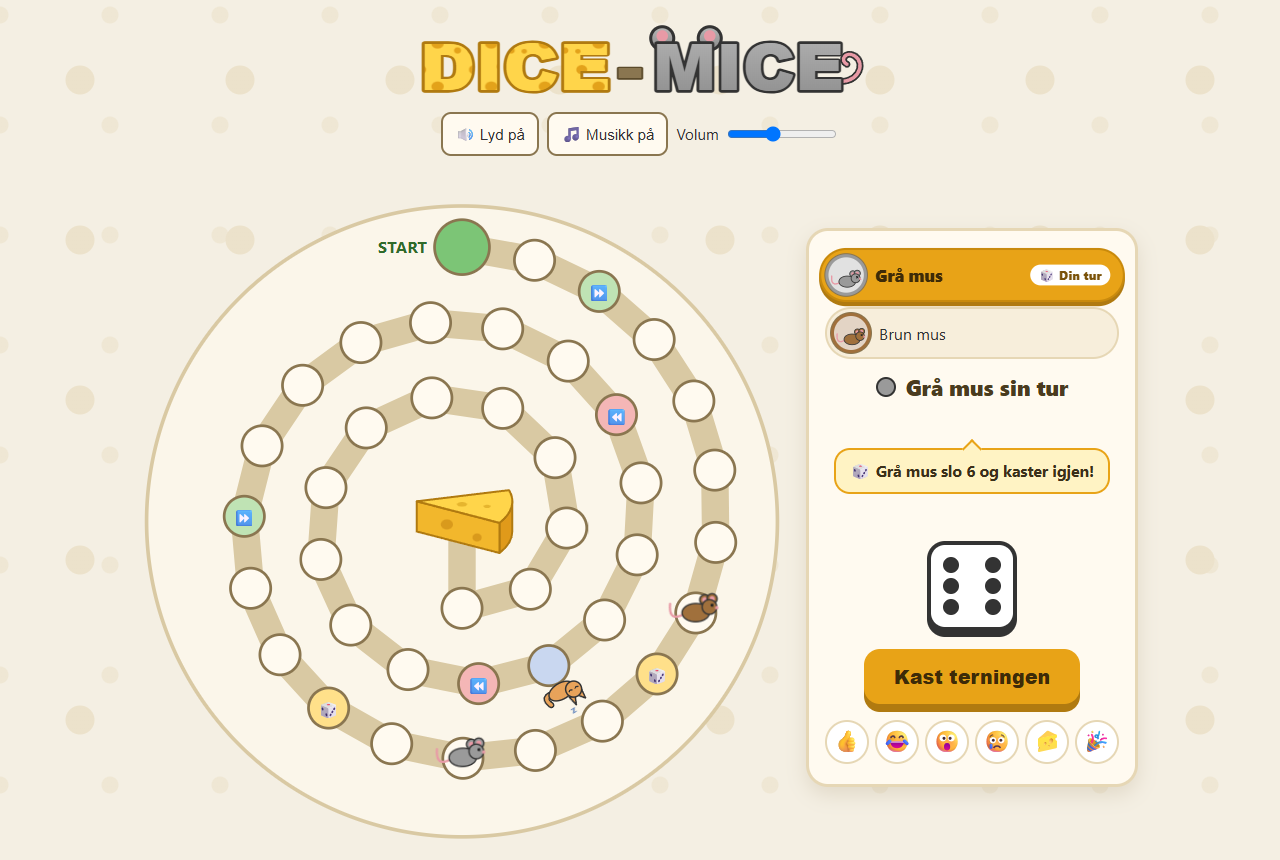 DICE-MICE
Lyd på
Musikk på
Volum
START
Grå mus
Din tur
Brun mus
Grå mus sin tur
Grå mus slo 6 og kaster igjen!
z
Kast terningen